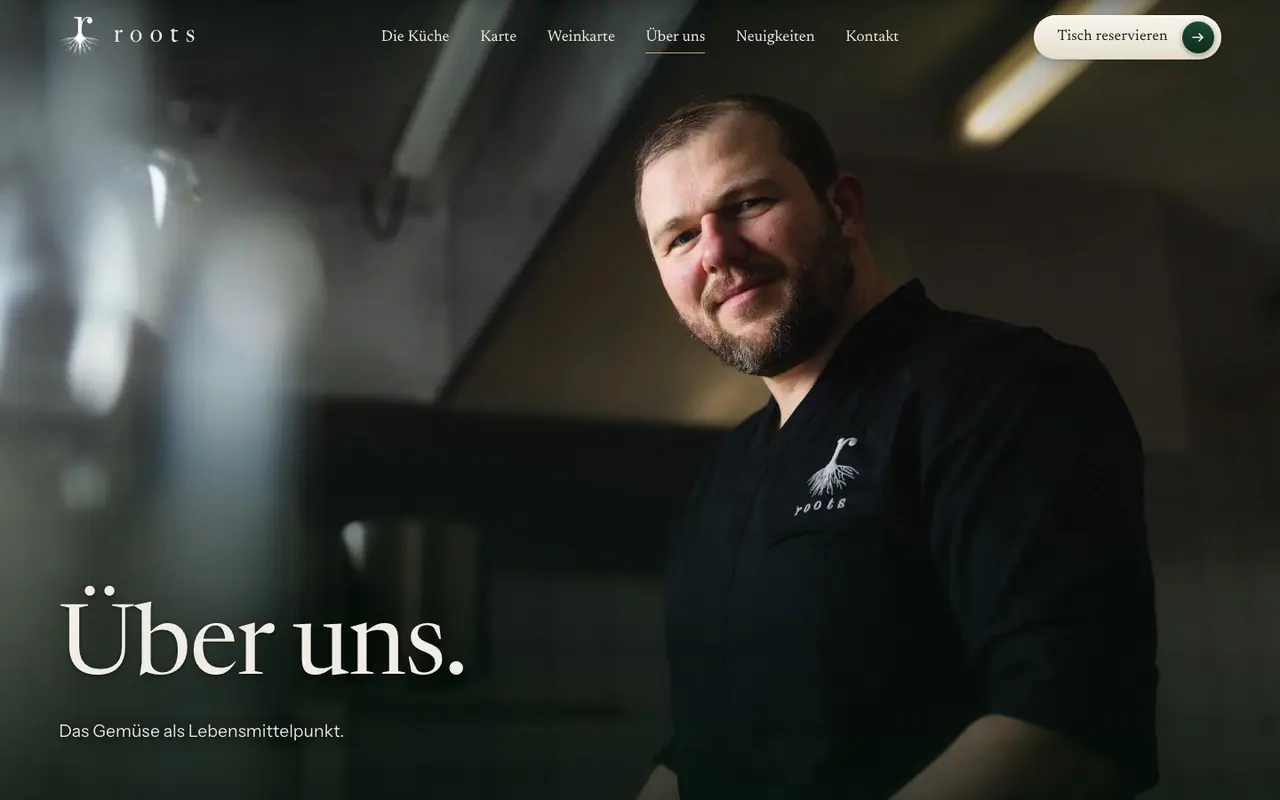 r roots
Die Küche
Karte
Weinkarte
Über uns
Neuigkeiten
Kontakt
Tisch reservieren
r
roots
Über uns.
Das Gemüse als Lebensmittelpunkt.